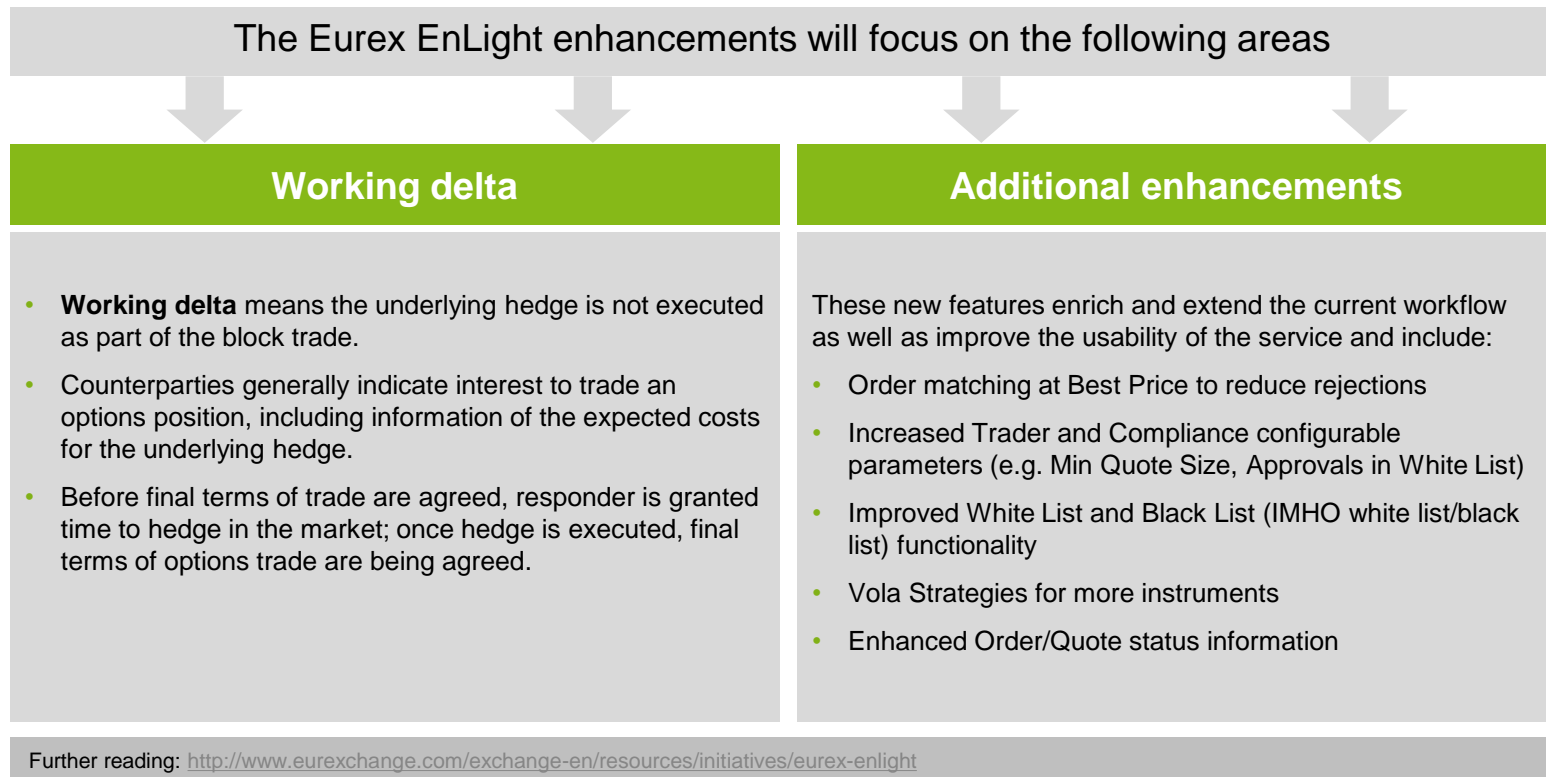 The Eurex EnLight enhancements will focus on the following areas
Working delta
• Working delta means the underlying hedge is not executed
as part of the block trade.
• Counterparties generally indicate interest to trade an
options position, including information of the expected costs
for the underlying hedge.
• Before final terms of trade are agreed, responder is granted
time to hedge in the market; once hedge is executed, final
terms of options trade are being agreed.
Additional enhancements
These new features enrich and extend the current workflow
as well as improve the usability of the service and include:
• Order matching at Best Price to reduce rejections
• Increased Trader and Compliance configurable
parameters (e.g. Min Quote Size, Approvals in White List)
• Improved White List and Black List (IMHO white list/black
list) functionality
• Vola Strategies for more instruments
• Enhanced Order/Quote status information
Further reading: http://www.eurexchange.com/exchange-en/resources/initiatives/eurex-enlight